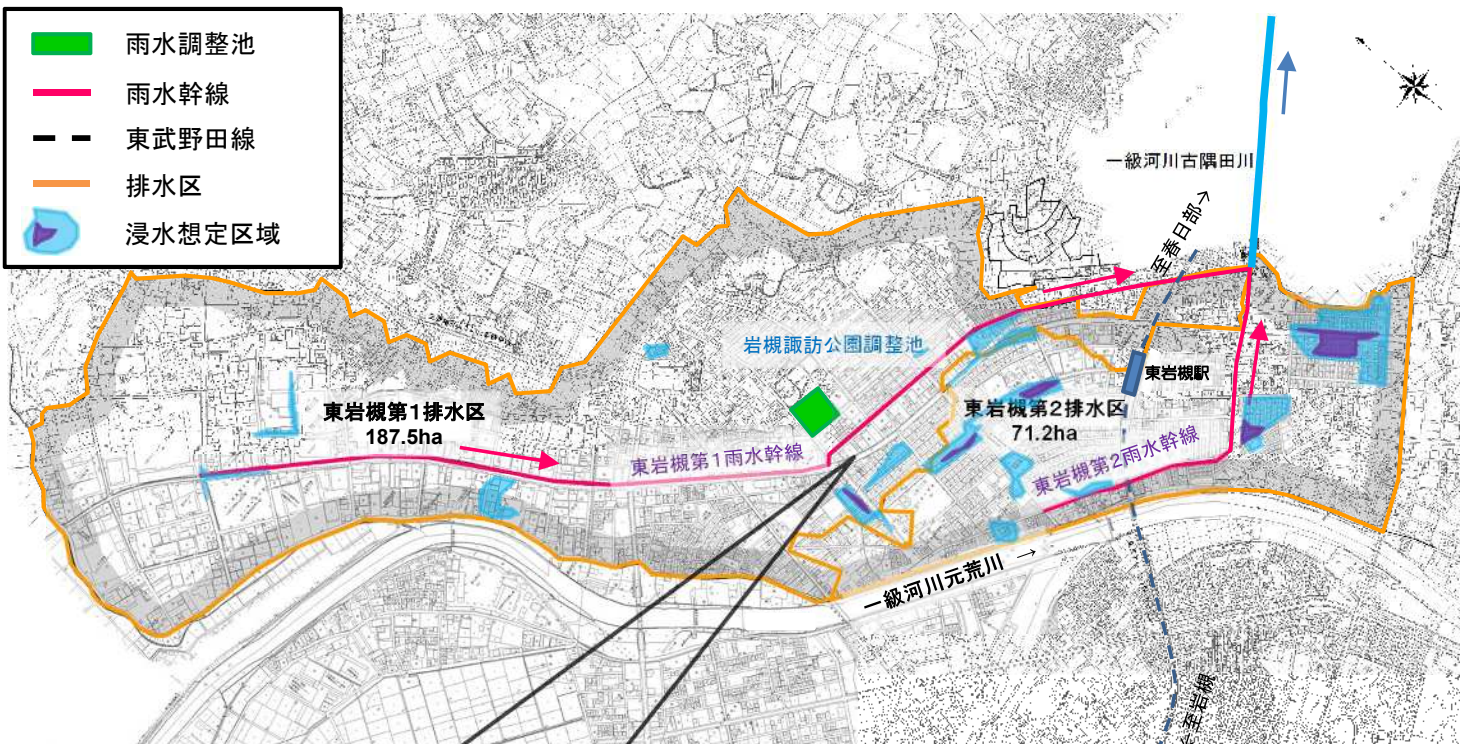 雨水調整池
雨水幹線
東武野田線
排水区
浸水想定区域
一級河川古隅田川
至春日部→
岩槻諏訪公園調整池
東岩槻駅
東岩槻第1排水区
187.5ha
東岩槻第2排水区
71.2ha
東岩槻第1雨水幹線
東岩槻第2雨水幹線
一級河川元荒川 →
至岩槻